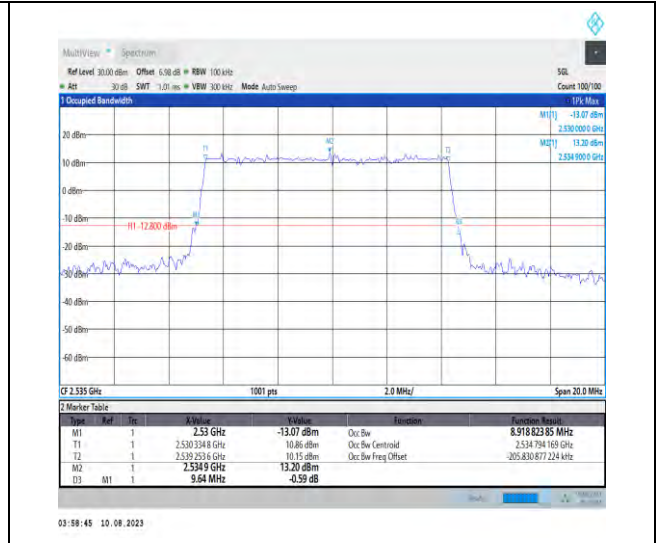 MultiView Spectrum
Ref Level 30.00 dBm Offset 6.98 dB RBW 100 kHz SGL
Att 30 dB SWT 1.01 ms VBW 300 kHz Mode Auto Sweep Count 100/100
1 Occupied Bandwidth 1Pk Max
M1[1] -13.07 dBm
2.530 000 0 GHz
M2[1] 13.20 dBm
2.534 900 0 GHz
20 dBm
T1 M2 T2
10 dBm
0 dBm
-10 dBm
M1
H1 -12.800 dBm
-20 dBm
-30 dBm
-40 dBm
-50 dBm
-60 dBm
CF 2.535 GHz 1001 pts 2.0 MHz/ Span 20.0 MHz
2 Marker Table
Type Ref Trc X-Value Y-Value Function Function Result
M1 1 2.53 GHz -13.07 dBm Occ Bw 8.918 823 85 MHz
T1 1 2.530 334 8 GHz 10.86 dBm Occ Bw Centroid 2.534 794 169 GHz
T2 1 2.539 253 6 GHz 10.15 dBm Occ Bw Freq Offset -205.830 877 224 kHz
M2 1 2.534 9 GHz 13.20 dBm
D3 M1 1 9.64 MHz -0.59 dB
03:58:45 10.08.2023